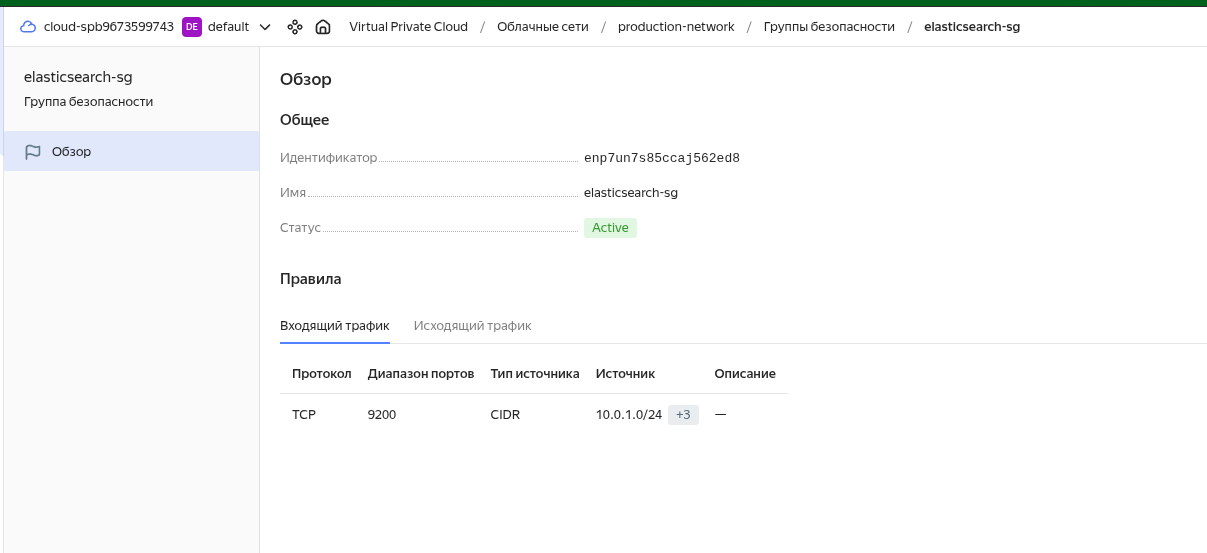 cloud-spb9673599743 DE default Virtual Private Cloud / Облачные сети / production-network / Группы безопасности / elasticsearch-sg
elasticsearch-sg
Группа безопасности
Обзор
Обзор
Общее
Идентификатор enp7un7s85ccaj562ed8
Имя elasticsearch-sg
Статус Active
Правила
Входящий трафик Исходящий трафик
Протокол Диапазон портов Тип источника Источник Описание
TCP 9200 CIDR 10.0.1.0/24 +3 —